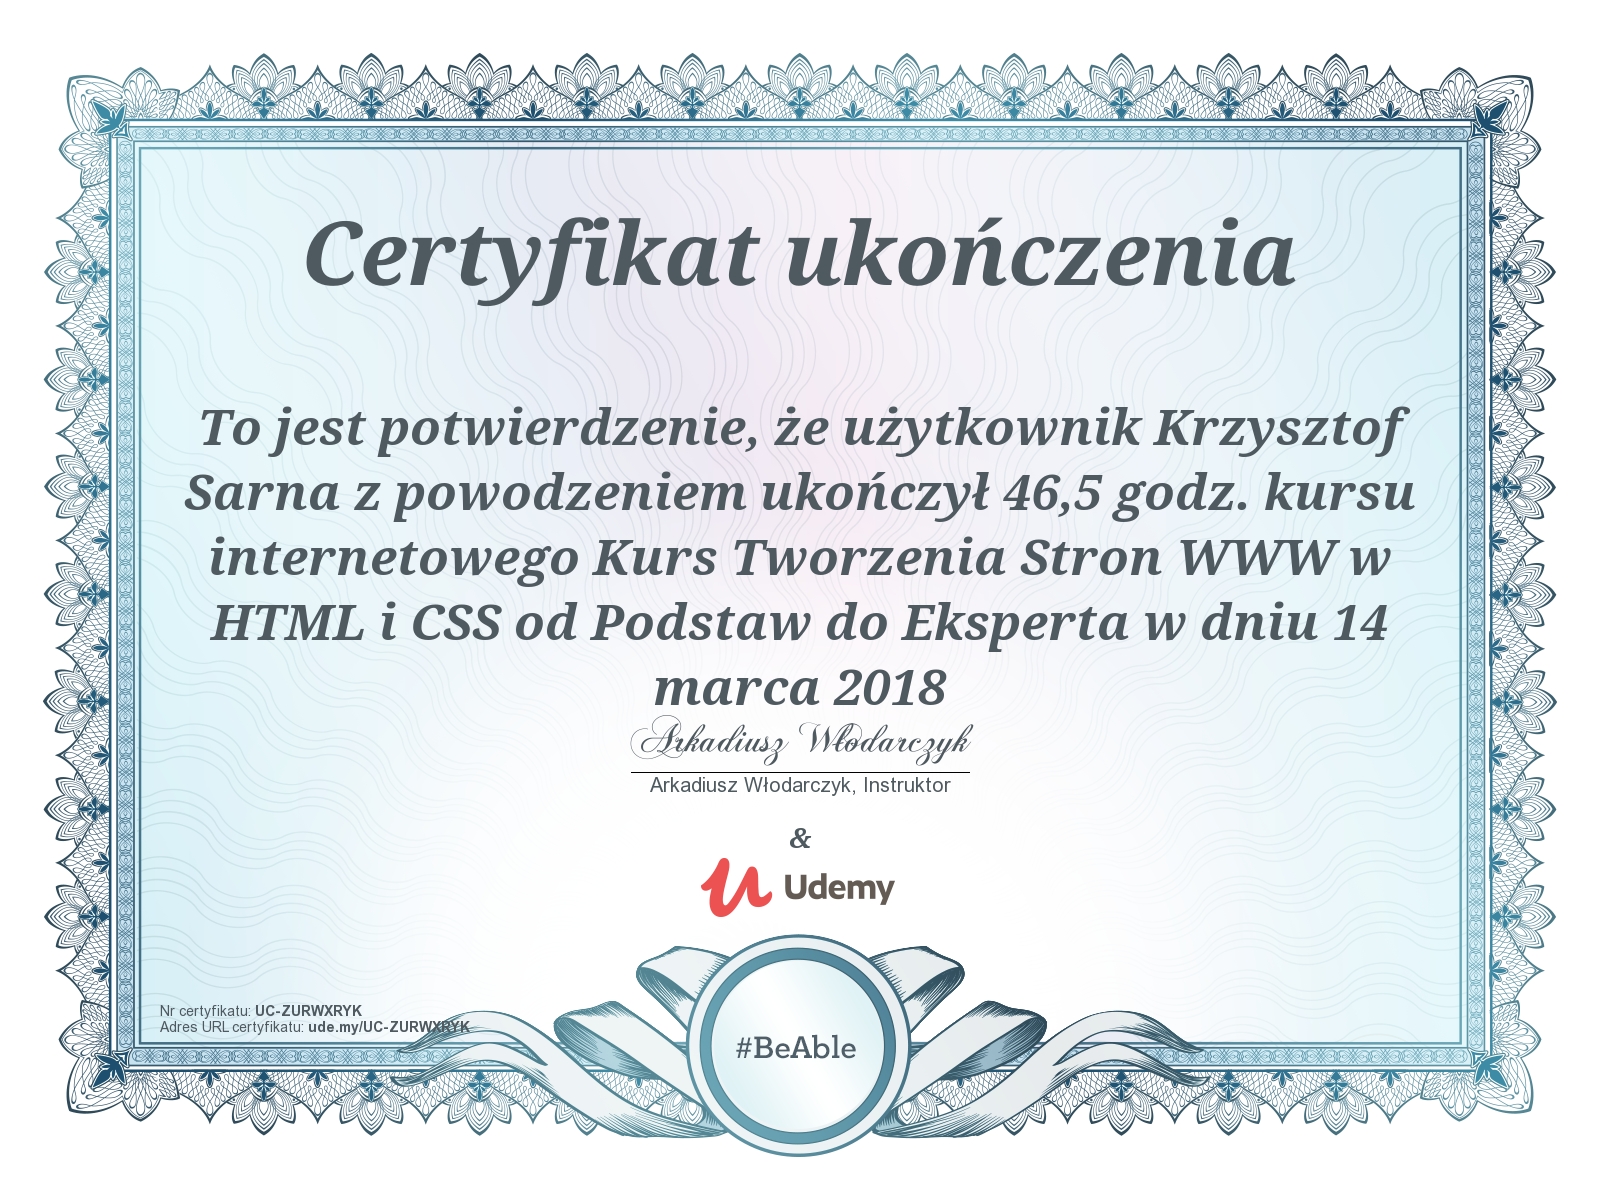 Certyfikat ukończenia
To jest potwierdzenie, że użytkownik Krzysztof
Sarna z powodzeniem ukończył 46,5 godz. kursu
internetowego Kurs Tworzenia Stron WWW w
HTML i CSS od Podstaw do Eksperta w dniu 14
marca 2018
Arkadiusz Włodarczyk
Arkadiusz Włodarczyk, Instruktor
&
Udemy
Nr certyfikatu: UC-ZURWXRYK
Adres URL certyfikatu: ude.my/UC-ZURWXRYK
#BeAble